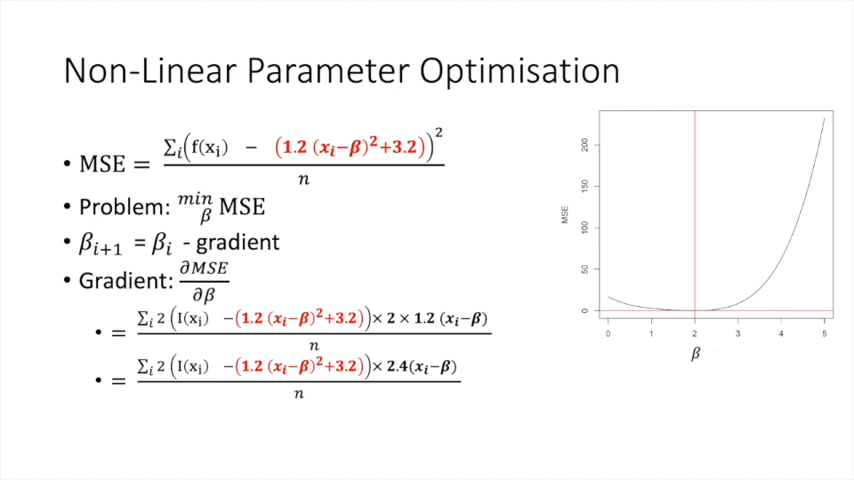 Non-Linear Parameter Optimisation
• MSE = ∑ᵢ(f(xᵢ) − (1.2 (xᵢ−β)²+3.2))² / n
• Problem: min β MSE
• βᵢ₊₁ = βᵢ - gradient
• Gradient: ∂MSE / ∂β
• = ∑ᵢ 2 (I(xᵢ) −(1.2 (xᵢ−β)²+3.2))× 2 × 1.2 (xᵢ−β) / n
• = ∑ᵢ 2 (I(xᵢ) −(1.2 (xᵢ−β)²+3.2))× 2.4(xᵢ−β) / n
MSE
200
150
100
50
0
0 1 2 3 4 5
β